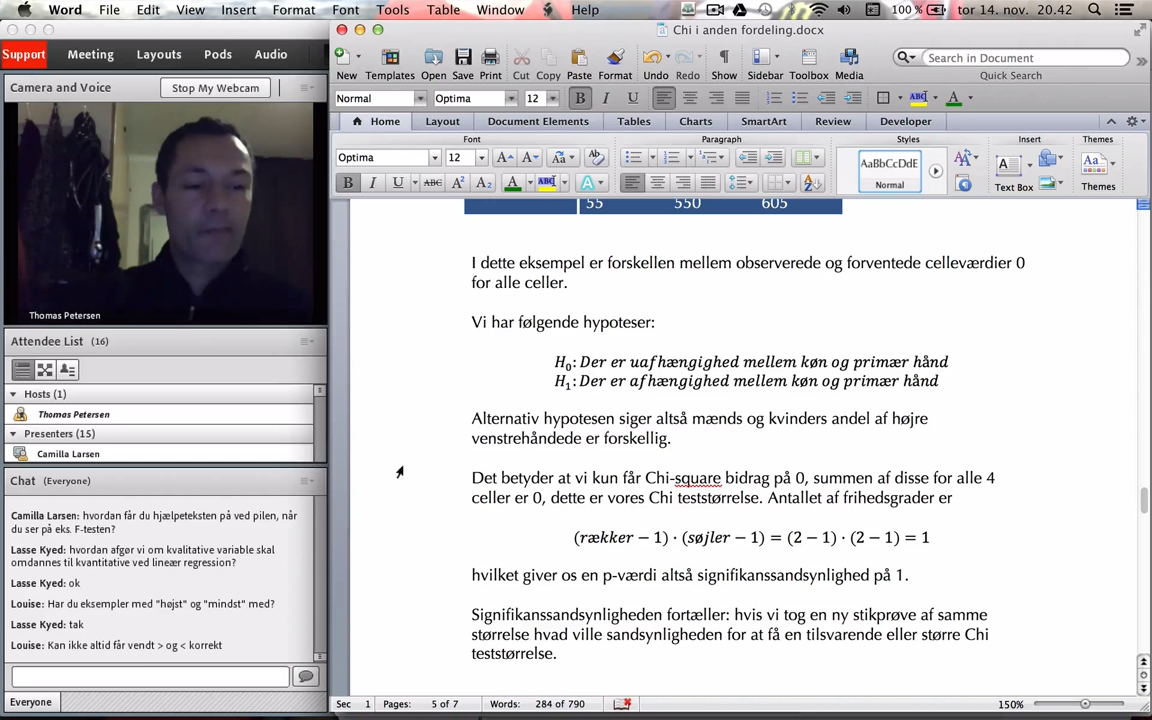 Word File Edit View Insert Format Font Tools Table Window Help 100 % tor 14. nov. 20.42
Support Meeting Layouts Pods Audio
Camera and Voice Stop My Webcam
Thomas Petersen
Attendee List (16)
Hosts (1)
Thomas Petersen
Presenters (15)
Camilla Larsen
Chat (Everyone)
Camilla Larsen: hvordan får du hjælpeteksten på ved pilen, når
du ser på eks. F-testen?
Lasse Kyed: hvordan afgør vi om kvalitative variable skal
omdannes til kvantitative ved lineær regression?
Lasse Kyed: ok
Louise: Har du eksempler med "højst" og "mindst" med?
Lasse Kyed: tak
Louise: Kan ikke altid får vendt > og < korrekt
Everyone
Chi i anden fordeling.docx
New Templates Open Save Print Cut Copy Paste Format Undo Redo Show Sidebar Toolbox Media
Search in Document
Quick Search
Normal Optima 12 B I U ABC A
Home Layout Document Elements Tables Charts SmartArt Review Developer
Font Paragraph Styles Insert Themes
Optima 12 A A Aa
AaBbCcDdE
Normal
B I U ABC A² A₂ A ABC A
A Text Box
Aa Themes
55 550 605
I dette eksempel er forskellen mellem observerede og forventede celleværdier 0
for alle celler.
Vi har følgende hypoteser:
H₀: Der er uafhængighed mellem køn og primær hånd
H₁: Der er afhængighed mellem køn og primær hånd
Alternativ hypotesen siger altså mænds og kvinders andel af højre
venstrehåndede er forskellig.
Det betyder at vi kun får Chi-square bidrag på 0, summen af disse for alle 4
celler er 0, dette er vores Chi teststørrelse. Antallet af frihedsgrader er
(rækker − 1) · (søjler − 1) = (2 − 1) · (2 − 1) = 1
hvilket giver os en p-værdi altså signifikanssandsynlighed på 1.
Signifikanssandsynligheden fortæller: hvis vi tog en ny stikprøve af samme
størrelse hvad ville sandsynligheden for at få en tilsvarende eller større Chi
teststørrelse.
Sec 1 Pages: 5 of 7 Words: 284 of 790 150%